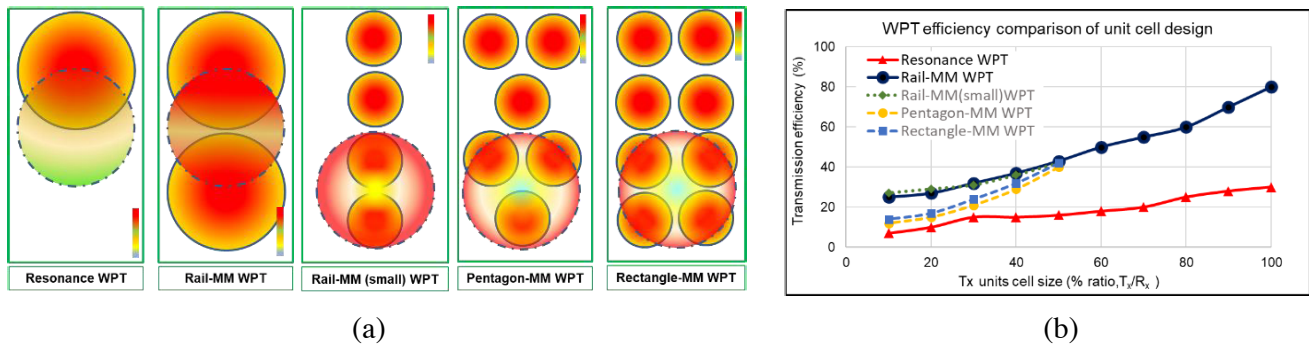 Resonance WPT
Rail-MM WPT
Rail-MM (small) WPT
Pentagon-MM WPT
Rectangle-MM WPT
(a)
WPT efficiency comparison of unit cell design
Transmission efficiency (%)
100
80
60
40
20
0
Resonance WPT
Rail-MM WPT
Rail-MM(small)WPT
Pentagon-MM WPT
Rectangle-MM WPT
0 20 40 60 80 100
Tx units cell size (% ratio,Tx/Rx)
(b)